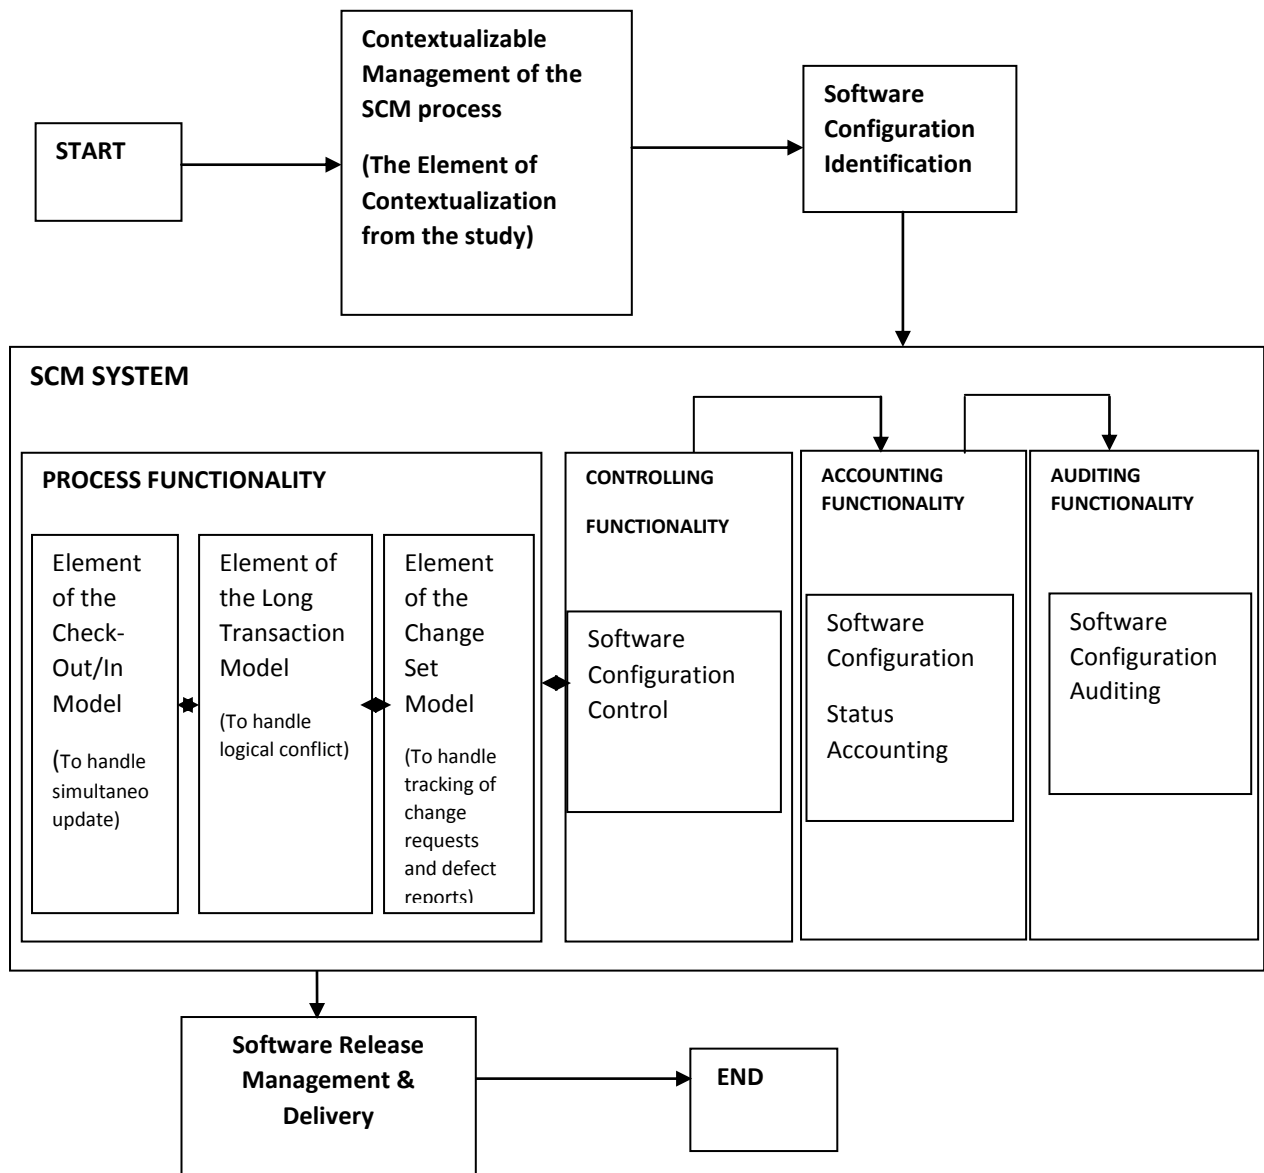 START
Contextualizable
Management of the
SCM process
(The Element of
Contextualization
from the study)
Software
Configuration
Identification
SCM SYSTEM
PROCESS FUNCTIONALITY
Element
of the
Check-
Out/In
Model
(To handle
simultaneo
update)
Element of
the Long
Transaction
Model
(To handle
logical conflict)
Element
of the
Change
Set
Model
(To handle
tracking of
change
requests
and defect
reports)
CONTROLLING
FUNCTIONALITY
Software
Configuration
Control
ACCOUNTING
FUNCTIONALITY
Software
Configuration
Status
Accounting
AUDITING
FUNCTIONALITY
Software
Configuration
Auditing
Software Release
Management &
Delivery
END